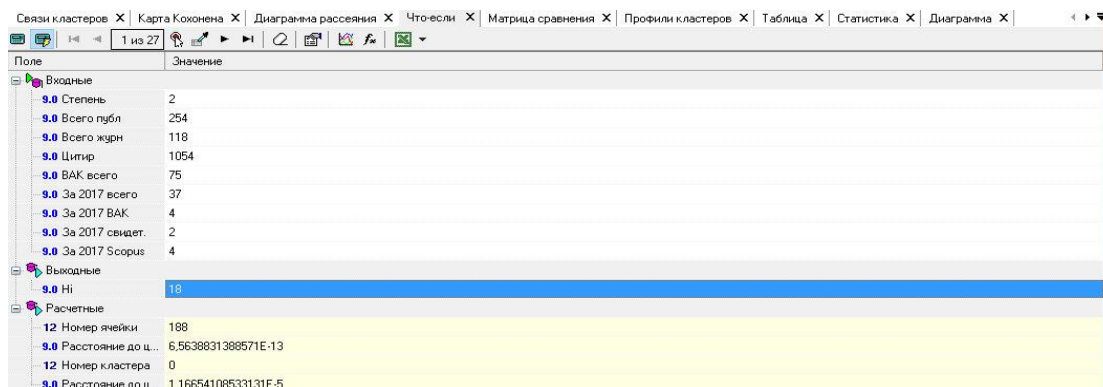 Связи кластеров X Карта Кохонена X Диаграмма рассеяния X Что-если X Матрица сравнения X Профили кластеров X Таблица X Статистика X Диаграмма X
1 из 27
Поле Значение
Входные
9.0 Степень 2
9.0 Всего публ 254
9.0 Всего журн 118
9.0 Цитир 1054
9.0 ВАК всего 75
9.0 За 2017 всего 37
9.0 За 2017 ВАК 4
9.0 За 2017 свидет. 2
9.0 За 2017 Scopus 4
Выходные
9.0 Hi 18
Расчетные
12 Номер ячейки 188
9.0 Расстояние до ц... 6,5638831388571E-13
12 Номер кластера 0
9.0 Расстояние до ц... 1,16654108533131E-5